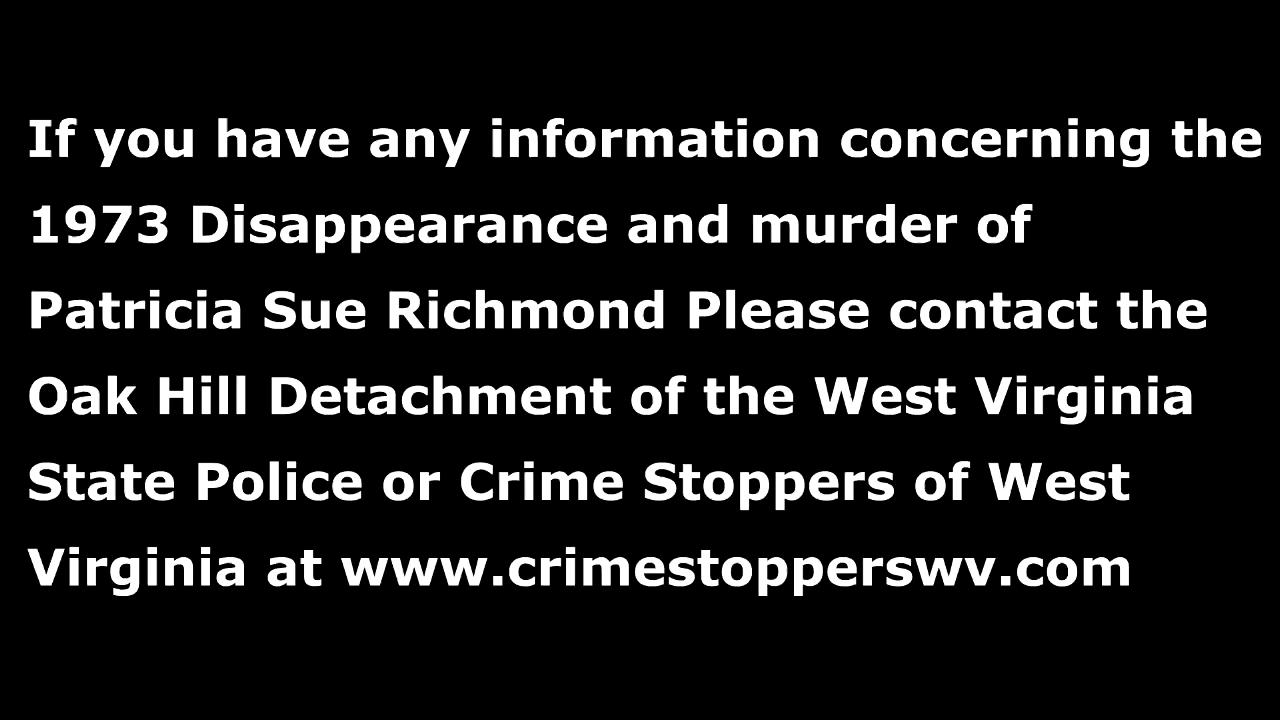 If you have any information concerning the
1973 Disappearance and murder of
Patricia Sue Richmond Please contact the
Oak Hill Detachment of the West Virginia
State Police or Crime Stoppers of West
Virginia at www.crimestopperswv.com